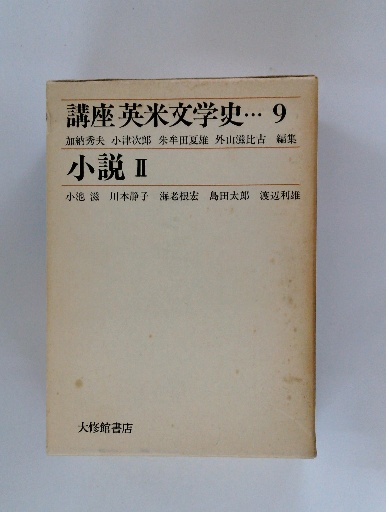 講座 英米文学史… 9
加納秀夫 小津次郎 朱牟田夏雄 外山滋比古 編集
小説 Ⅱ
小池 滋 川本静子 海老根宏 島田太郎 渡辺利雄
大修館書店